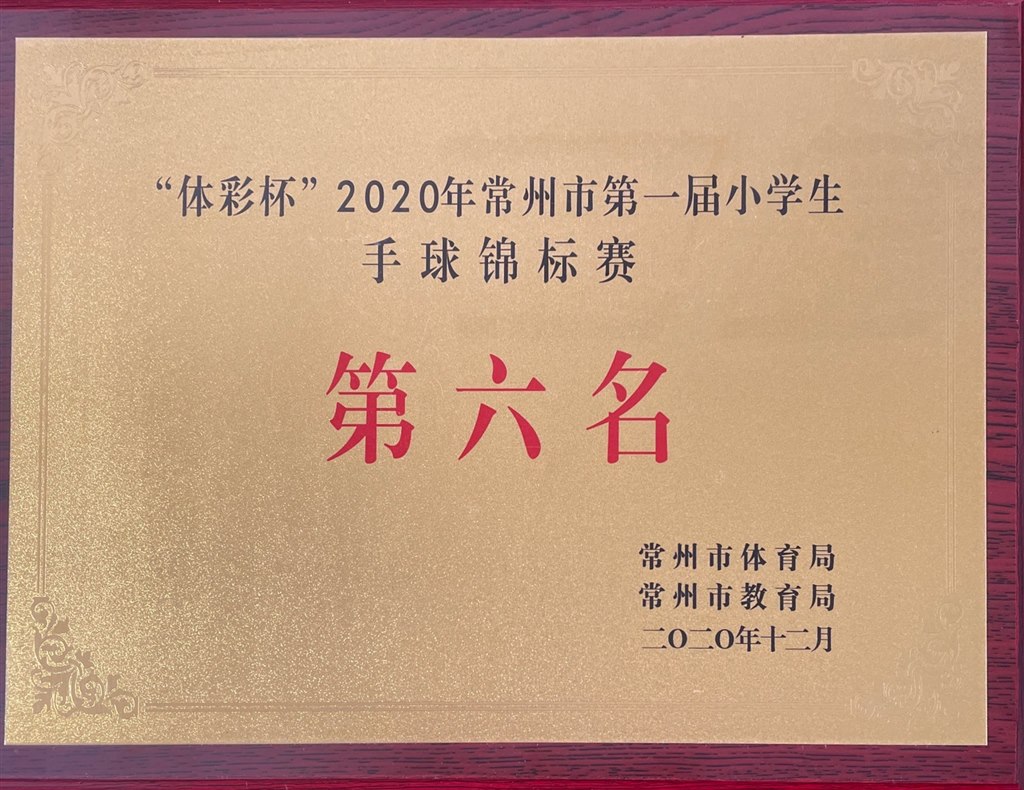 “体彩杯”2020年常州市第一届小学生
手球锦标赛
第六名
常州市体育局
常州市教育局
二〇二〇年十二月